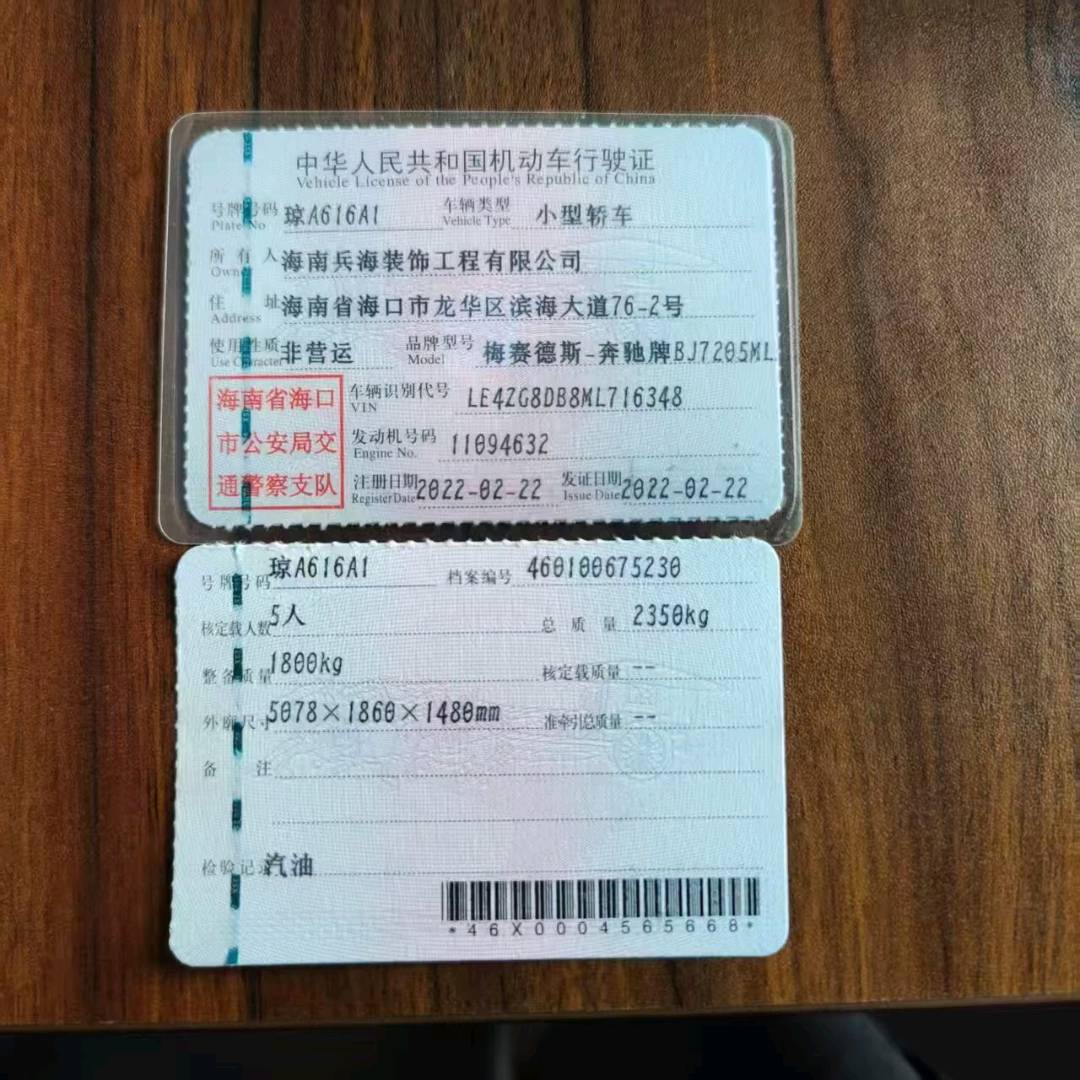 中华人民共和国机动车行驶证
Vehicle License of the People's Republic of China
号牌号码 琼A616A1 车辆类型 小型轿车
Plate No Vehicle Type
所有人 海南兵海装饰工程有限公司
Owner
住址 海南省海口市龙华区滨海大道76-2号
Address
使用性质 非营运 品牌型号 梅赛德斯-奔驰牌BJ7205ML
Use Character Model
海南省海口
市公安局交
通警察支队
车辆识别代号 LE4ZG8DB8ML716348
VIN
发动机号码 11094632
Engine No.
注册日期 2022-02-22 发证日期 2022-02-22
Register Date Issue Date
号牌号码 琼A616A1 档案编号 460100675230
核定载人数 5人 总质量 2350kg
整备质量 1800kg 核定载质量 --
外廓尺寸 5078×1860×1480mm 准牵引总质量 --
备注
检验记录 汽油
*46X0004565668*